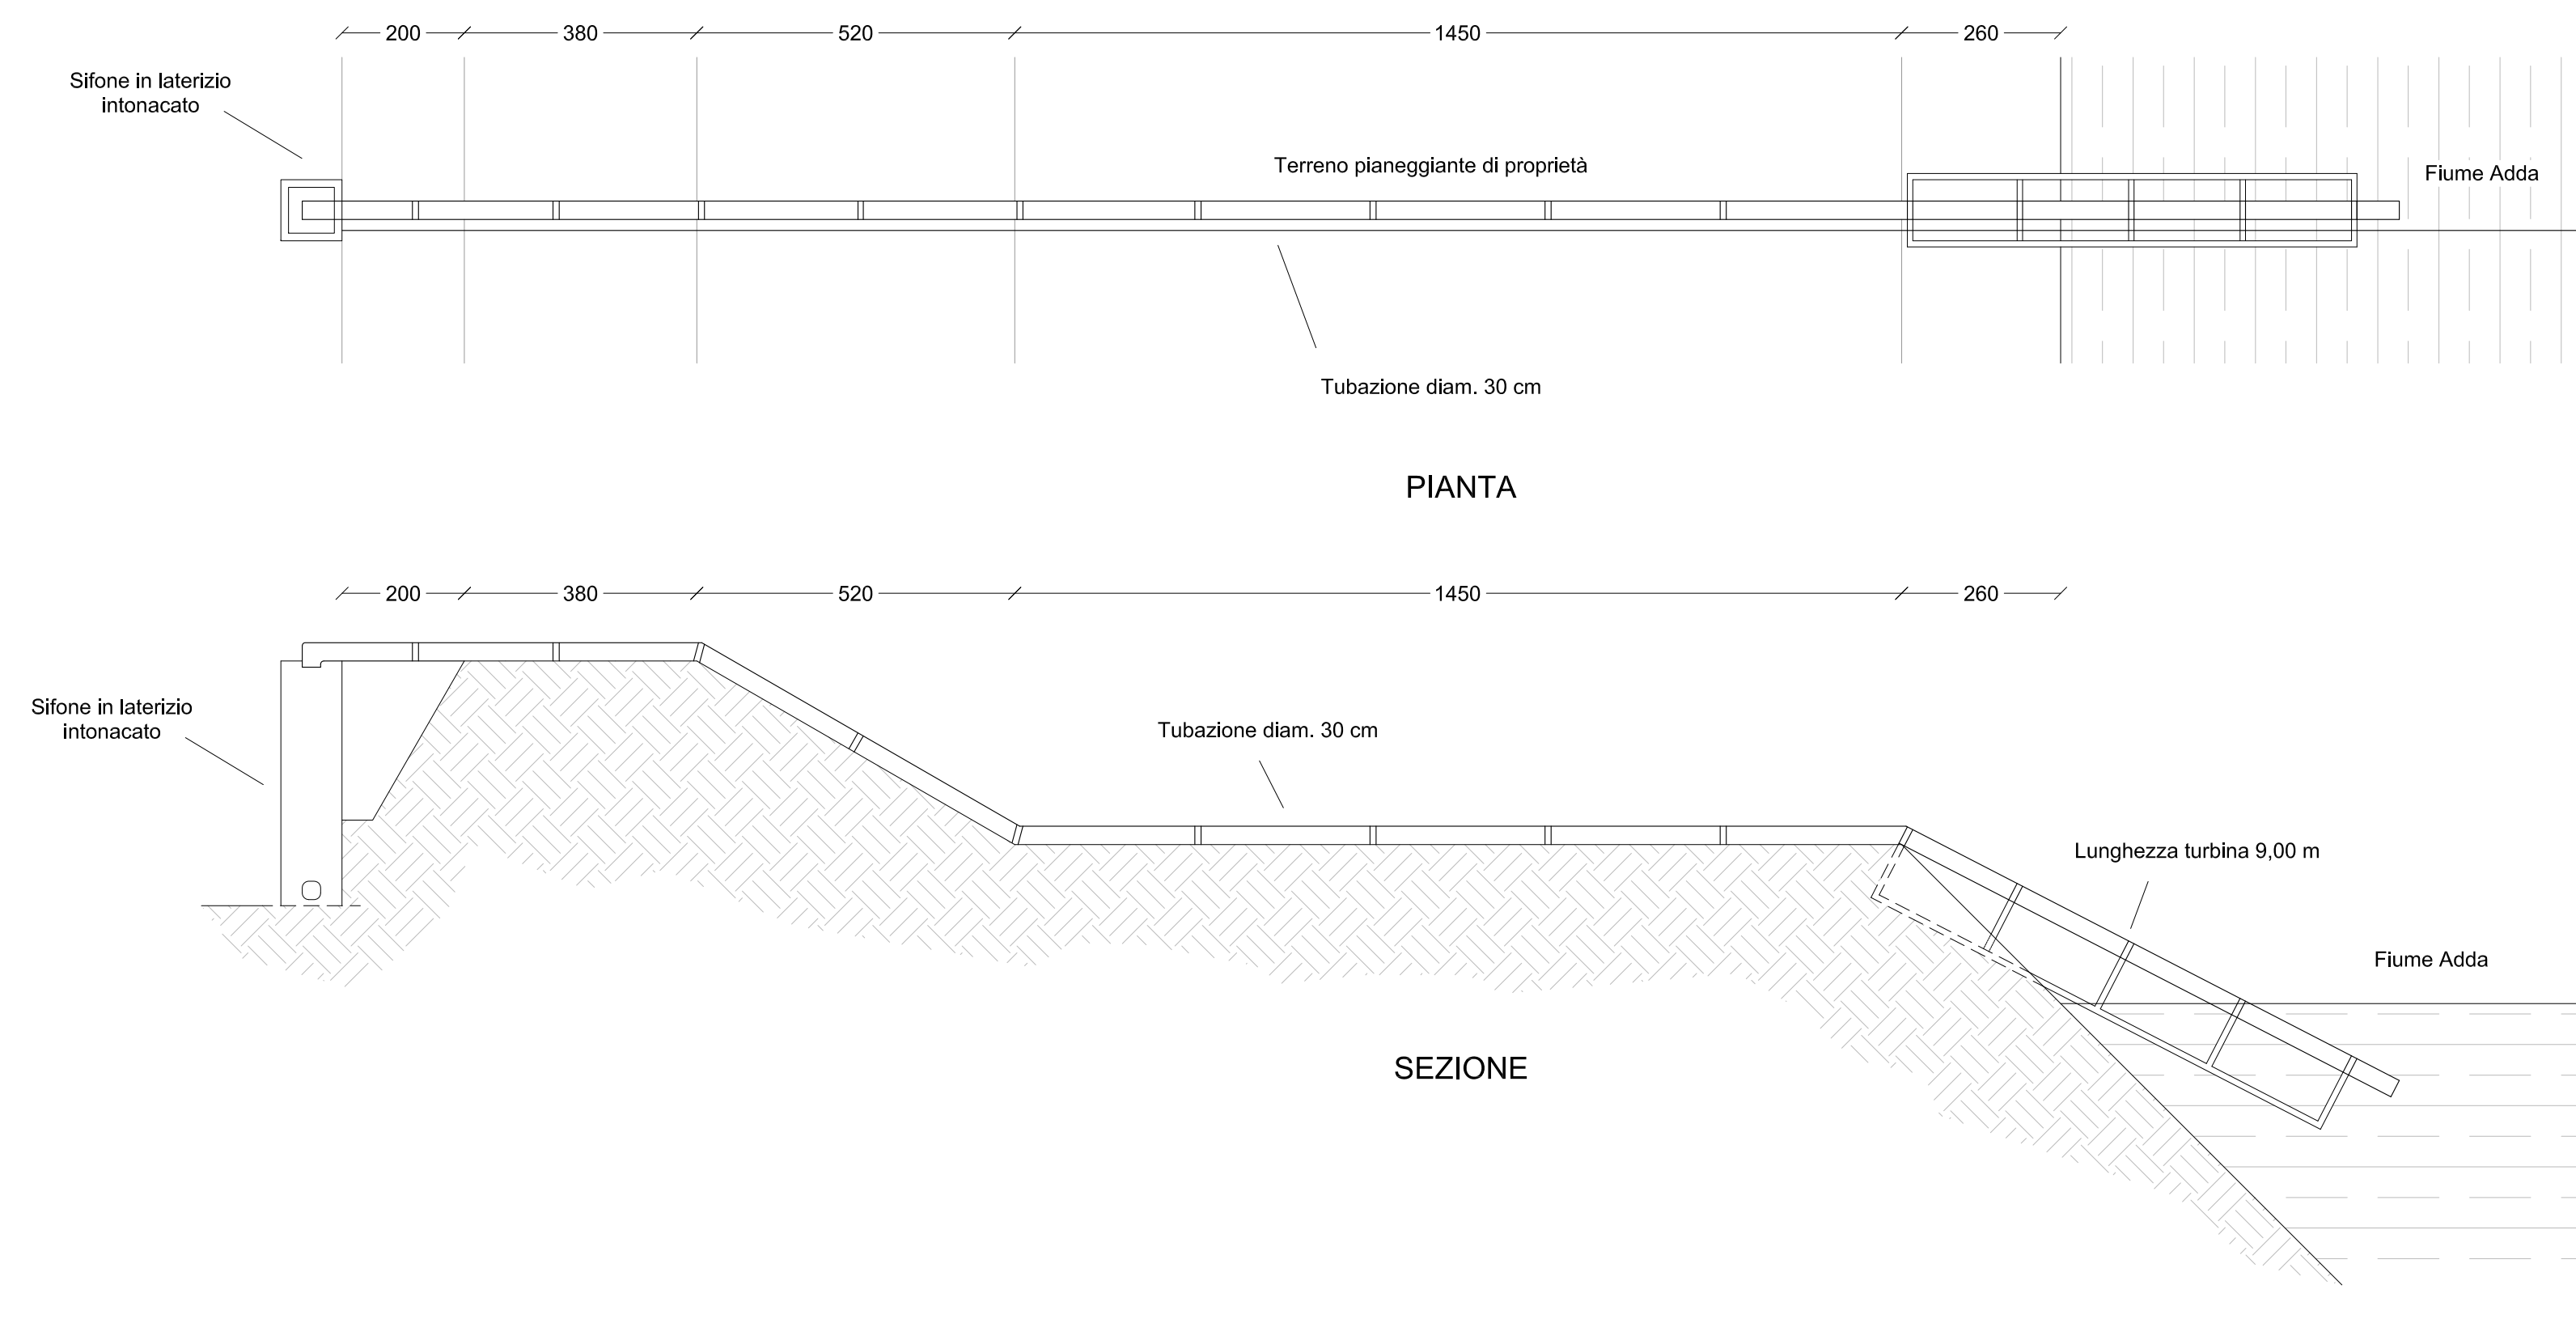 200
380
520
1450
260
Sifone in laterizio
intonacato
Terreno pianeggiante di proprietà
Fiume Adda
Tubazione diam. 30 cm
PIANTA
200
380
520
1450
260
Sifone in laterizio
intonacato
Tubazione diam. 30 cm
Lunghezza turbina 9,00 m
Fiume Adda
SEZIONE